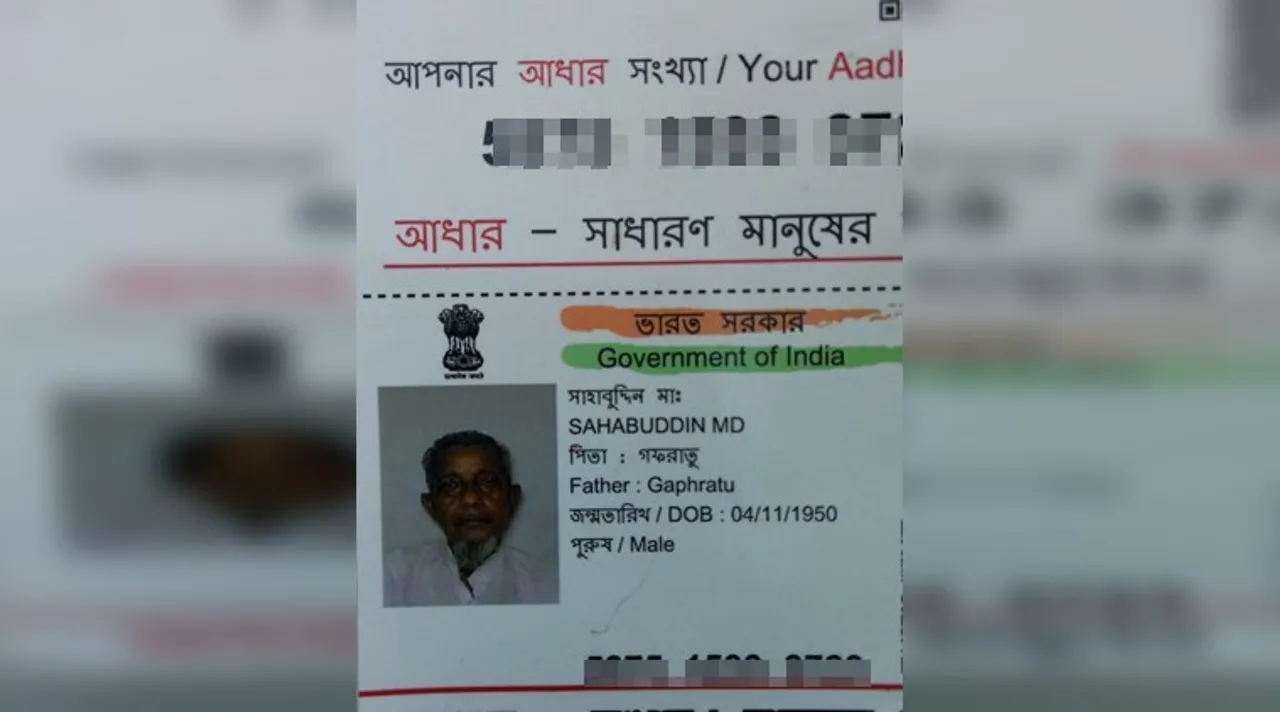 আপনার আধার সংখ্যা / Your
আধার – সাধারণ মানুষের
ভারত সরকার
Government of India
সাহাবুদ্দিন মাঃ
SAHABUDDIN MD
পিতা : গফরাতু
Father : Gaphratu
জন্মতারিখ / DOB : 04/11/1950
পুরুষ / Male